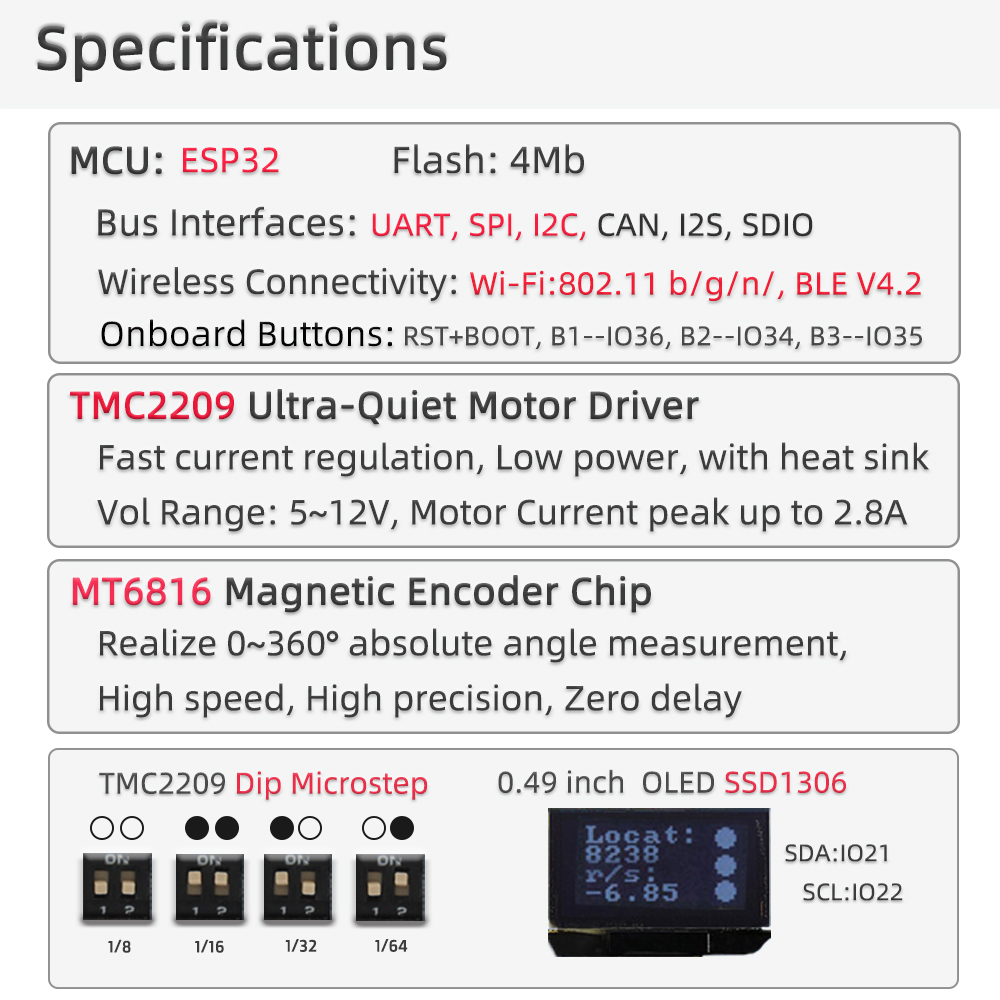 Specifications
MCU: ESP32 Flash: 4Mb
Bus Interfaces: UART, SPI, I2C, CAN, I2S, SDIO
Wireless Connectivity: Wi-Fi:802.11 b/g/n/, BLE V4.2
Onboard Buttons: RST+BOOT, B1--IO36, B2--IO34, B3--IO35
TMC2209 Ultra-Quiet Motor Driver
Fast current regulation, Low power, with heat sink
Vol Range: 5~12V, Motor Current peak up to 2.8A
MT6816 Magnetic Encoder Chip
Realize 0~360° absolute angle measurement,
High speed, High precision, Zero delay
TMC2209 Dip Microstep
ON ON ON ON
1 2 1 2 1 2 1 2
1/8 1/16 1/32 1/64
0.49 inch OLED SSD1306
Locat:
8238
r/s:
-6.85
SDA:IO21
SCL:IO22